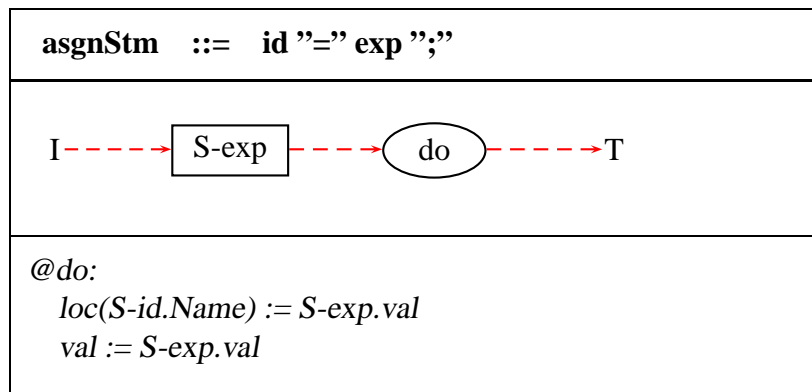 asgnStm ::= id ”=” exp ”;”
I S-exp do T
@do:
loc(S-id.Name) := S-exp.val
val := S-exp.val